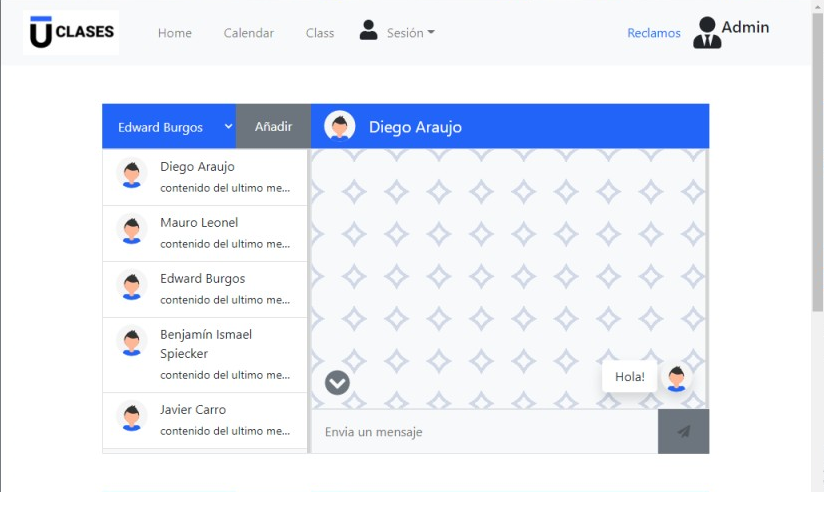 U CLASES
Home
Calendar
Class
Sesión
Reclamos
Admin
Edward Burgos
Añadir
Diego Araujo
Diego Araujo
contenido del ultimo me...
Mauro Leonel
contenido del ultimo me...
Edward Burgos
contenido del ultimo me...
Benjamín Ismael
Spiecker
contenido del ultimo me...
Javier Carro
contenido del ultimo me...
Hola!
Envia un mensaje